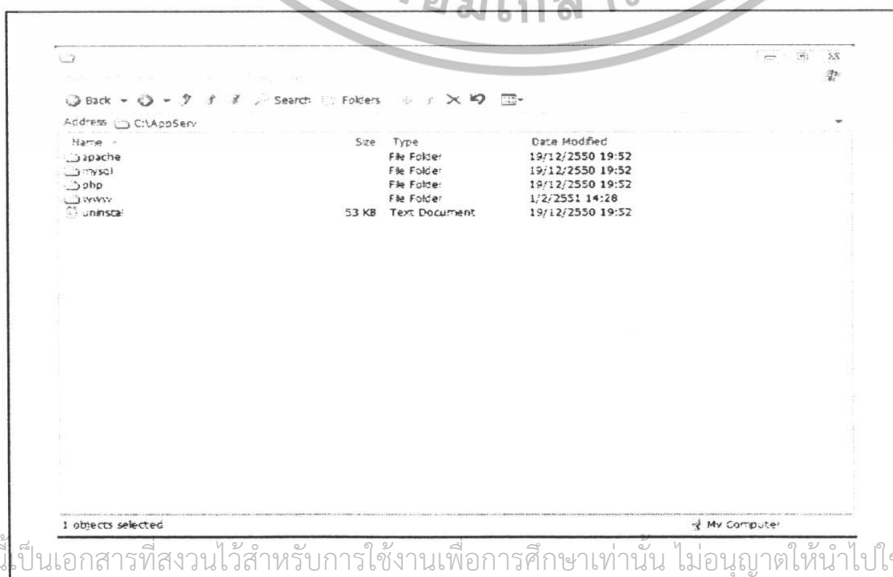 Back Search Folders
Address C:\AppServ
Name Size Type Date Modified
apache File Folder 19/12/2550 19:52
mysql File Folder 19/12/2550 19:52
php File Folder 19/12/2550 19:52
www File Folder 1/2/2551 14:28
uninstal 53 KB Text Document 19/12/2550 19:52
1 objects selected My Computer
เป็นเอกสารที่สงวนไว้สำหรับการใช้งานเพื่อการศึกษาเท่านั้น ไม่อนุญาตให้นำไปใ